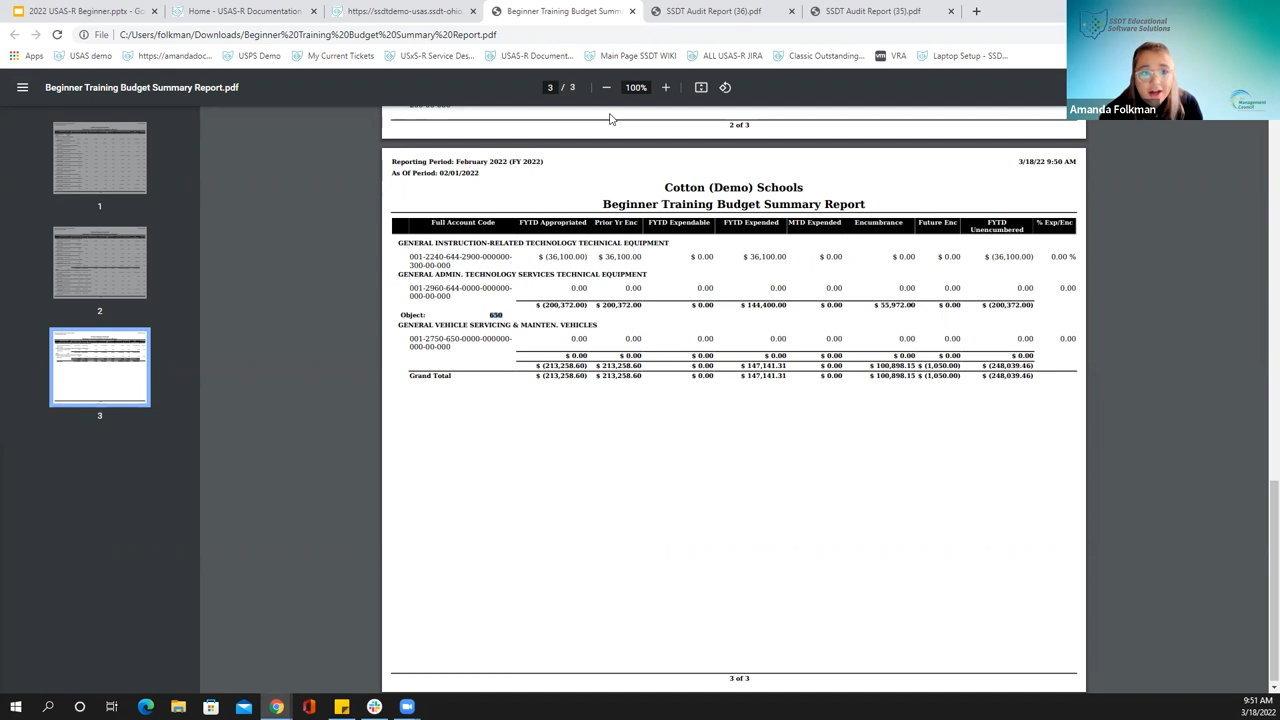 2022 USAS-R Beginner.pptx - Go
Home - USAS-R Documentation
https://ssdtdemo-usas.ssdt-ohio
Beginner Training Budget Summ
SSDT Audit Report (36).pdf
SSDT Audit Report (35).pdf
File
C:/Users/folkman/Downloads/Beginner%20Training%20Budget%20Summary%20Report.pdf
Apps
USAS demo
https://amandadoc...
USPS Demo
My Current Tickets
USxS-R Service Des...
USAS-R Document...
Main Page SSDT WIKI
ALL USAS-R JIRA
Classic Outstanding...
vm VRA
Laptop Setup - SSD...
SSDT Educational
Software Solutions
Management
Council
Amanda Folkman
Beginner Training Budget Summary Report.pdf
3 / 3
100%
1
2
3
2 of 3
Reporting Period: February 2022 (FY 2022)
3/18/22 9:50 AM
As Of Period: 02/01/2022
Cotton (Demo) Schools
Beginner Training Budget Summary Report
Full Account Code FYTD Appropriated Prior Yr Enc FYTD Expendable FYTD Expended MTD Expended Encumbrance Future Enc FYTD Unencumbered % Exp/Enc
GENERAL INSTRUCTION-RELATED TECHNOLOGY TECHNICAL EQUIPMENT
001-2240-644-2900-000000- $ (36,100.00) $ 36,100.00 $ 0.00 $ 36,100.00 $ 0.00 $ 0.00 $ 0.00 $ (36,100.00) 0.00 %
300-00-000
GENERAL ADMIN. TECHNOLOGY SERVICES TECHNICAL EQUIPMENT
001-2960-644-0000-000000- 0.00 0.00 0.00 0.00 0.00 0.00 0.00 0.00 0.00
000-00-000
$ (200,372.00) $ 200,372.00 $ 0.00 $ 144,400.00 $ 0.00 $ 55,972.00 $ 0.00 $ (200,372.00)
Object: 650
GENERAL VEHICLE SERVICING & MAINTEN. VEHICLES
001-2750-650-0000-000000- 0.00 0.00 0.00 0.00 0.00 0.00 0.00 0.00 0.00
000-00-000
$ 0.00 $ 0.00 $ 0.00 $ 0.00 $ 0.00 $ 0.00 $ 0.00 $ 0.00
$ (213,258.60) $ 213,258.60 $ 0.00 $ 147,141.31 $ 0.00 $ 100,898.15 $ (1,050.00) $ (248,039.46)
Grand Total $ (213,258.60) $ 213,258.60 $ 0.00 $ 147,141.31 $ 0.00 $ 100,898.15 $ (1,050.00) $ (248,039.46)
3 of 3
9:51 AM
3/18/2022